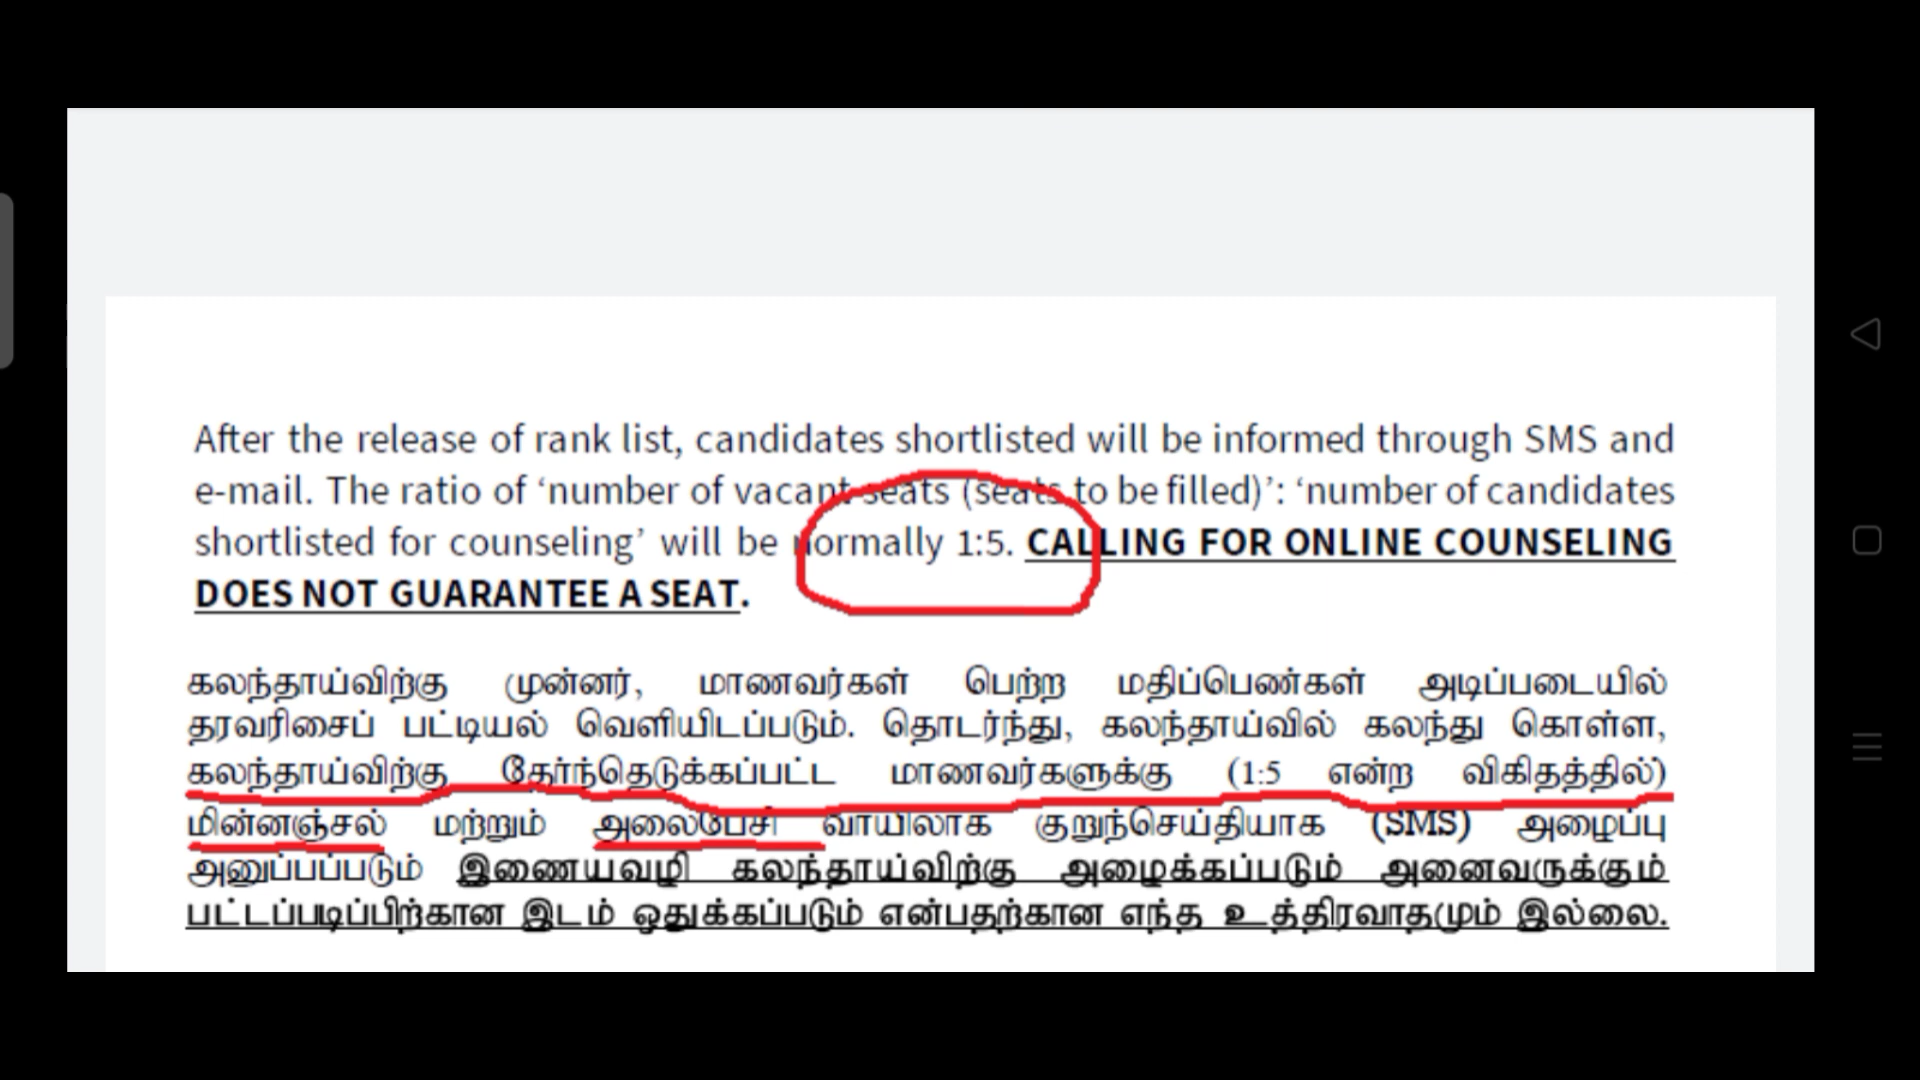 After the release of rank list, candidates shortlisted will be informed through SMS and
e-mail. The ratio of ‘number of vacant seats (seats to be filled)’: ‘number of candidates
shortlisted for counseling’ will be normally 1:5. CALLING FOR ONLINE COUNSELING
DOES NOT GUARANTEE A SEAT.
கலந்தாய்விற்கு முன்னர், மாணவர்கள் பெற்ற மதிப்பெண்கள் அடிப்படையில்
தரவரிசைப் பட்டியல் வெளியிடப்படும். தொடர்ந்து, கலந்தாய்வில் கலந்து கொள்ள,
கலந்தாய்விற்கு தேர்ந்தெடுக்கப்பட்ட மாணவர்களுக்கு (1:5 என்ற விகிதத்தில்)
மின்னஞ்சல் மற்றும் அலைபேசி வாயிலாக குறுந்செய்தியாக (SMS) அழைப்பு
அனுப்பப்படும் இணையவழி கலந்தாய்விற்கு அழைக்கப்படும் அனைவருக்கும்
பட்டப்படிப்பிற்கான இடம் ஒதுக்கப்படும் என்பதற்கான எந்த உத்திரவாதமும் இல்லை.